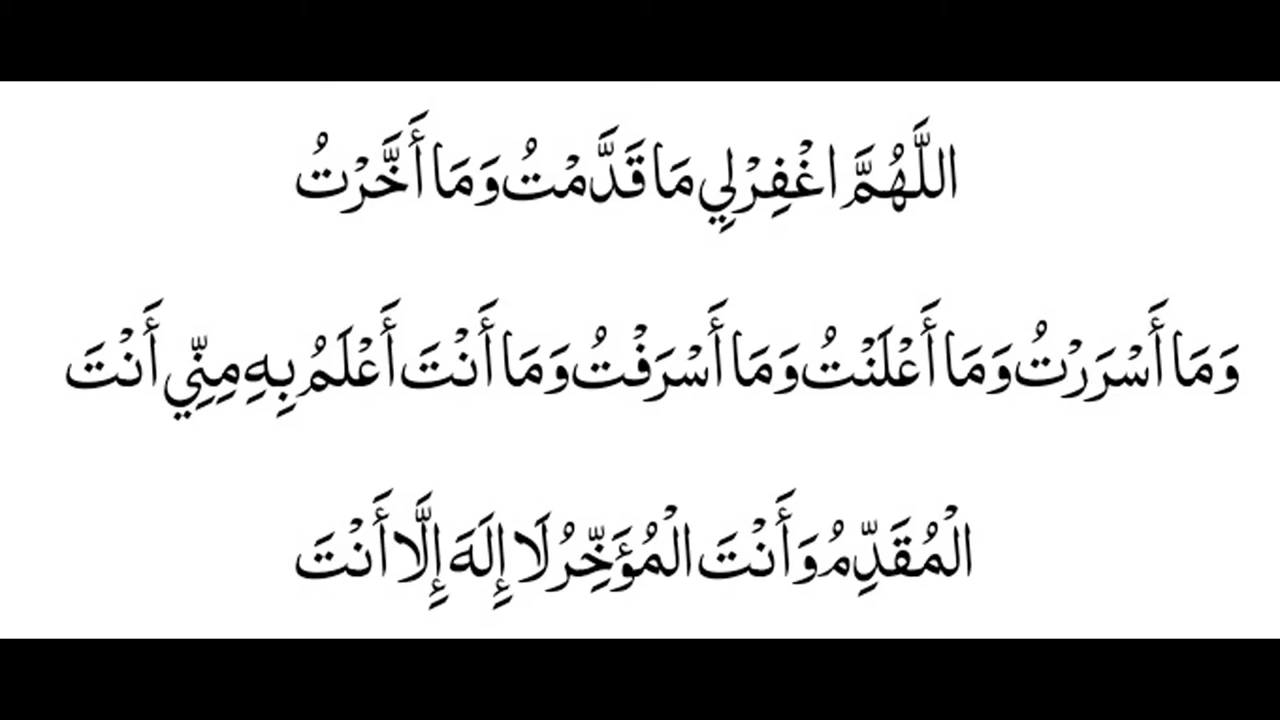 اللَّهُمَّ اغْفِرْ لِي مَا قَدَّمْتُ وَمَا أَخَّرْتُ
وَمَا أَسْرَرْتُ وَمَا أَعْلَنْتُ وَمَا أَسْرَفْتُ وَمَا أَنْتَ أَعْلَمُ بِهِ مِنِّي أَنْتَ
الْمُقَدِّمُ وَأَنْتَ الْمُؤَخِّرُ لَا إِلَهَ إِلَّا أَنْتَ